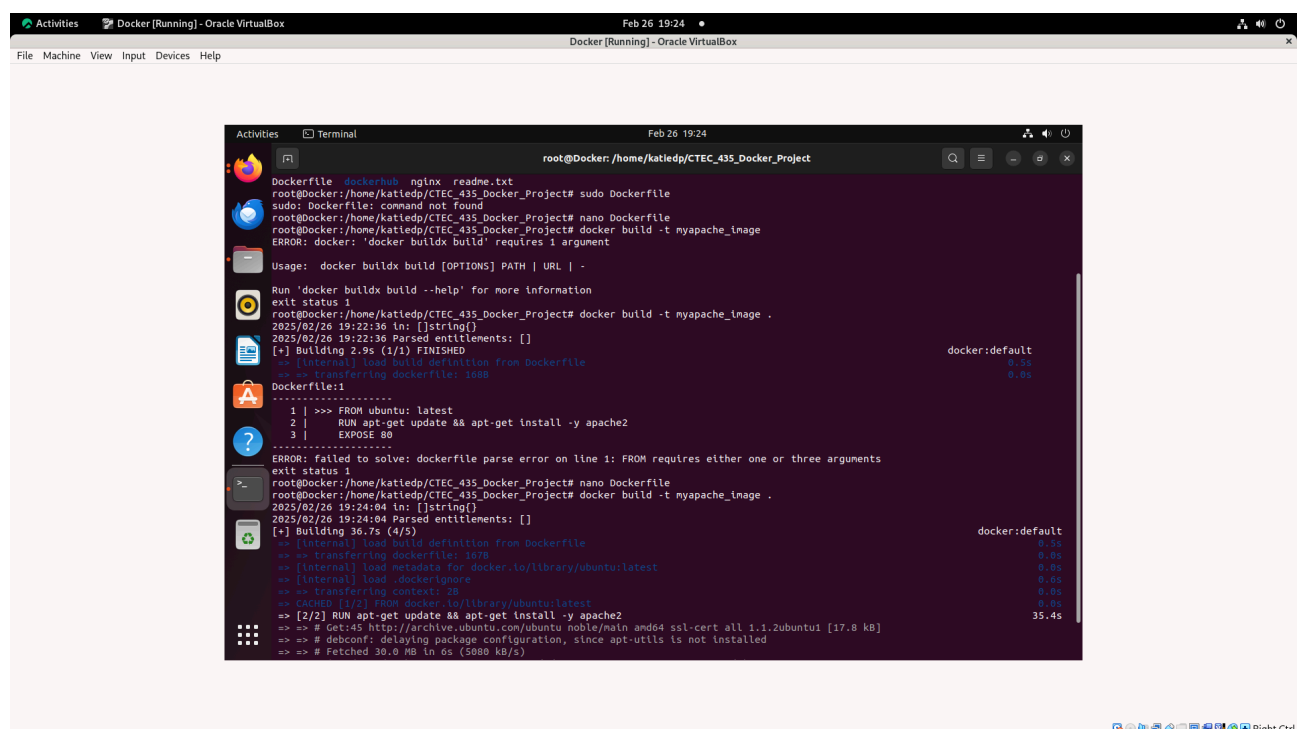 Activities Docker [Running] - Oracle VirtualBox Feb 26 19:24
Docker [Running] - Oracle VirtualBox ×
File Machine View Input Devices Help
Activities Terminal Feb 26 19:24
root@Docker: /home/katiedp/CTEC_435_Docker_Project
Dockerfile dockerhub nginx readme.txt
root@Docker:/home/katiedp/CTEC_435_Docker_Project# sudo Dockerfile
sudo: Dockerfile: command not found
root@Docker:/home/katiedp/CTEC_435_Docker_Project# nano Dockerfile
root@Docker:/home/katiedp/CTEC_435_Docker_Project# docker build -t myapache_image
ERROR: docker: 'docker buildx build' requires 1 argument
Usage: docker buildx build [OPTIONS] PATH | URL | -
Run 'docker buildx build --help' for more information
exit status 1
root@Docker:/home/katiedp/CTEC_435_Docker_Project# docker build -t myapache_image .
2025/02/26 19:22:36 in: []string{}
2025/02/26 19:22:36 Parsed entitlements: []
[+] Building 2.9s (1/1) FINISHED docker:default
=> [internal] load build definition from Dockerfile 0.5s
=> => transferring dockerfile: 168B 0.0s
Dockerfile:1
--------------------
1 | >>> FROM ubuntu: latest
2 | RUN apt-get update && apt-get install -y apache2
3 | EXPOSE 80
--------------------
ERROR: failed to solve: dockerfile parse error on line 1: FROM requires either one or three arguments
exit status 1
root@Docker:/home/katiedp/CTEC_435_Docker_Project# nano Dockerfile
root@Docker:/home/katiedp/CTEC_435_Docker_Project# docker build -t myapache_image .
2025/02/26 19:24:04 in: []string{}
2025/02/26 19:24:04 Parsed entitlements: []
[+] Building 36.7s (4/5) docker:default
=> [internal] load build definition from Dockerfile 0.5s
=> => transferring dockerfile: 167B 0.0s
=> [internal] load metadata for docker.io/library/ubuntu:latest 0.0s
=> [internal] load .dockerignore 0.6s
=> => transferring context: 2B 0.0s
=> CACHED [1/2] FROM docker.io/library/ubuntu:latest 0.0s
=> [2/2] RUN apt-get update && apt-get install -y apache2 35.4s
=> => # Get:45 http://archive.ubuntu.com/ubuntu noble/main amd64 ssl-cert all 1.1.2ubuntu1 [17.8 kB]
=> => # debconf: delaying package configuration, since apt-utils is not installed
=> => # Fetched 30.0 MB in 6s (5080 kB/s)
Right Ctrl